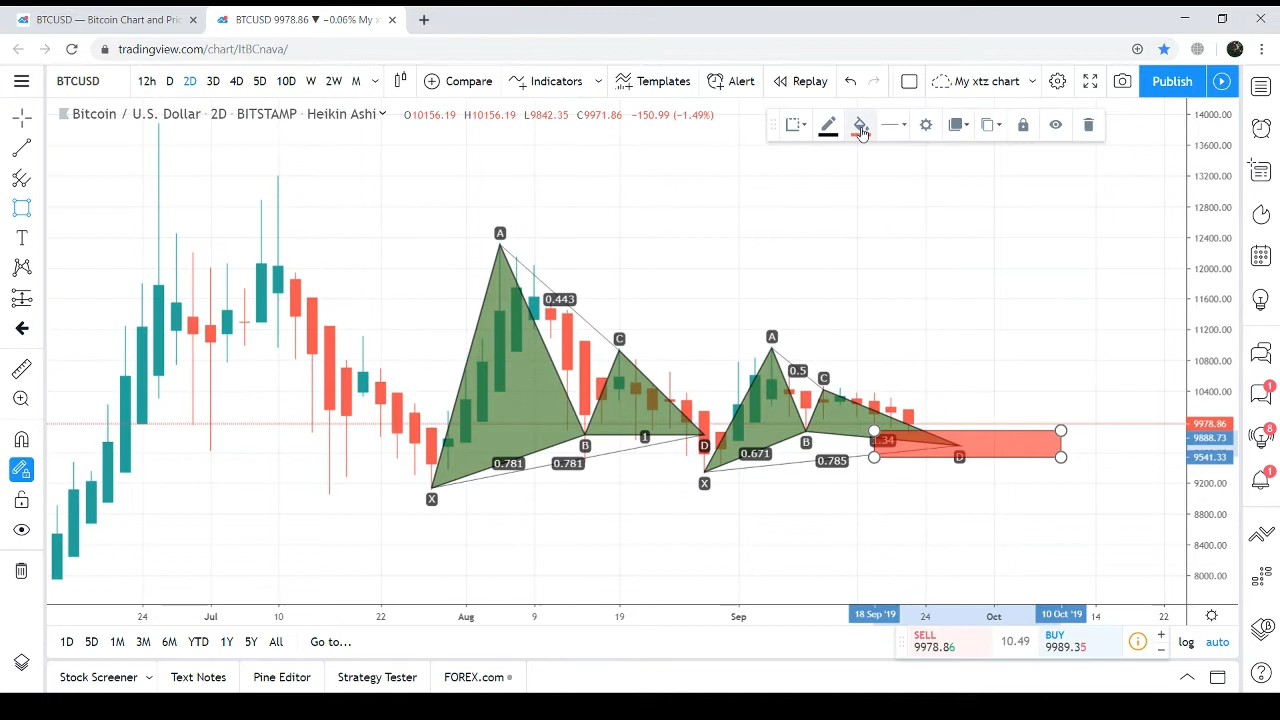 BTCUSD — Bitcoin Chart and Pric
BTCUSD 9978.86 ▼ −0.06% My x
tradingview.com/chart/ItBCnava/
BTCUSD 12h D 2D 3D 4D 5D 10D W 2W M Compare Indicators Templates Alert Replay My xtz chart Publish
Bitcoin / U.S. Dollar · 2D · BITSTAMP · Heikin Ashi O10156.19 H10156.19 L9842.35 C9971.86 −150.99 (−1.49%)
14000.00
13600.00
13200.00
12800.00
12400.00
12000.00
11600.00
11200.00
10800.00
10400.00
9978.86
9888.73
9541.33
9200.00
8800.00
8400.00
8000.00
A
0.443
C
B
1
D
0.781
0.781
X
A
0.5
C
B
1.34
D
0.671
0.785
X
24 Jul 10 22 Aug 9 19 Sep 18 Sep '19 24 Oct 10 Oct '19 14 22
1D 5D 1M 3M 6M YTD 1Y 5Y All Go to...
SELL
9978.86
10.49
BUY
9989.35
log auto
Stock Screener Text Notes Pine Editor Strategy Tester FOREX.com
1
8
1